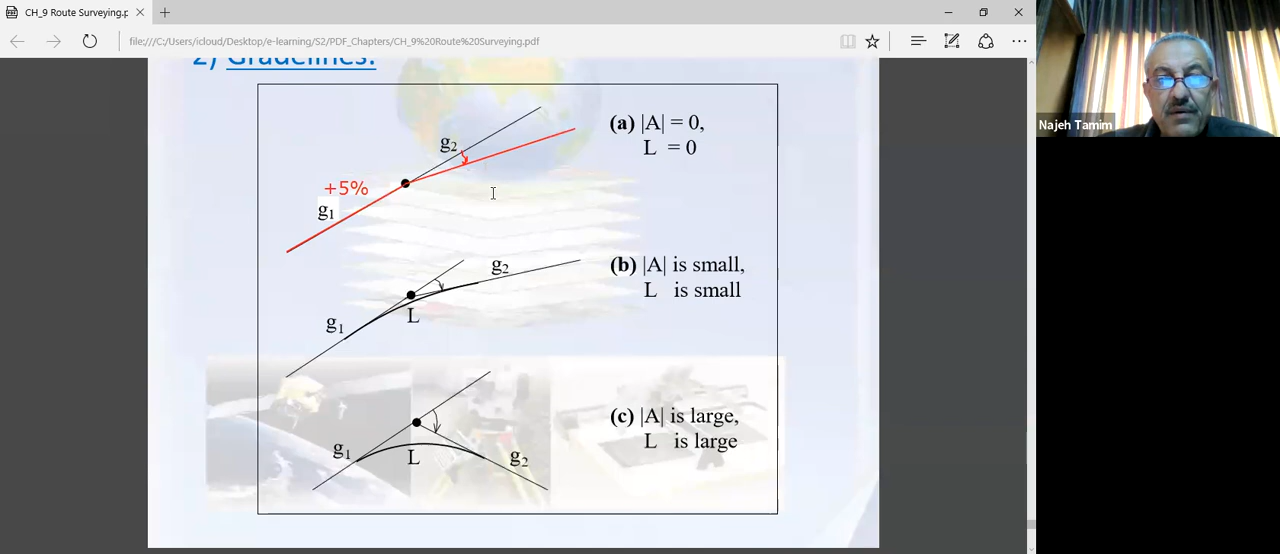 CH_9 Route Surveying.p
file:///C:/Users/icloud/Desktop/e-learning/S2/PDF_Chapters/CH_9%20Route%20Surveying.pdf
Najeh Tamim
2) Gradelines:
g2
(a) |A| = 0,
L = 0
+5%
g1
(b) |A| is small,
L is small
g2
L
g1
(c) |A| is large,
L is large
g1
L
g2